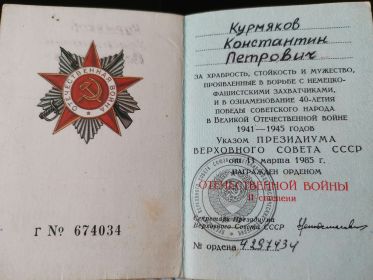 ОТЕЧЕСТВЕННАЯ ВОЙНА
Г № 674034
Курмяков
Константин
Петрович
ЗА ХРАБРОСТЬ, СТОЙКОСТЬ И МУЖЕСТВО,
ПРОЯВЛЕННЫЕ В БОРЬБЕ С НЕМЕЦКО-
ФАШИСТСКИМИ ЗАХВАТЧИКАМИ,
И В ОЗНАМЕНОВАНИЕ 40-ЛЕТИЯ
ПОБЕДЫ СОВЕТСКОГО НАРОДА
В ВЕЛИКОЙ ОТЕЧЕСТВЕННОЙ ВОЙНЕ
1941—1945 ГОДОВ
УКАЗОМ ПРЕЗИДИУМА
ВЕРХОВНОГО СОВЕТА СССР
от 11 марта 1985 г.
НАГРАЖДЕН ОРДЕНОМ
ОТЕЧЕСТВЕННОЙ ВОЙНЫ
II степени
Секретарь Президиума
Верховного Совета СССР
№ ордена 4297434